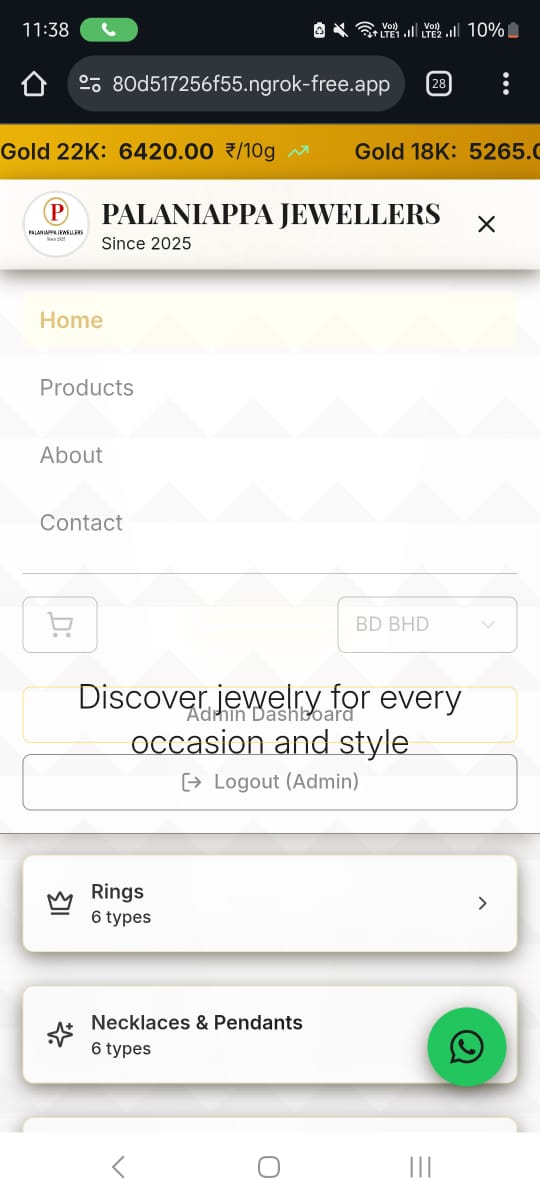 11:38
Vo)) LTE1 Vo)) LTE2 10%
80d517256f55.ngrok-free.app
28
Gold 22K: 6420.00 ₹/10g Gold 18K: 5265.0
P
PALANIAPPA JEWELLERS
Since 2025
PALANIAPPA JEWELLERS
Since 2025
Home
Products
About
Contact
BD BHD
Discover jewelry for every
Admin Dashboard
occasion and style
Logout (Admin)
Rings
6 types
Necklaces & Pendants
6 types